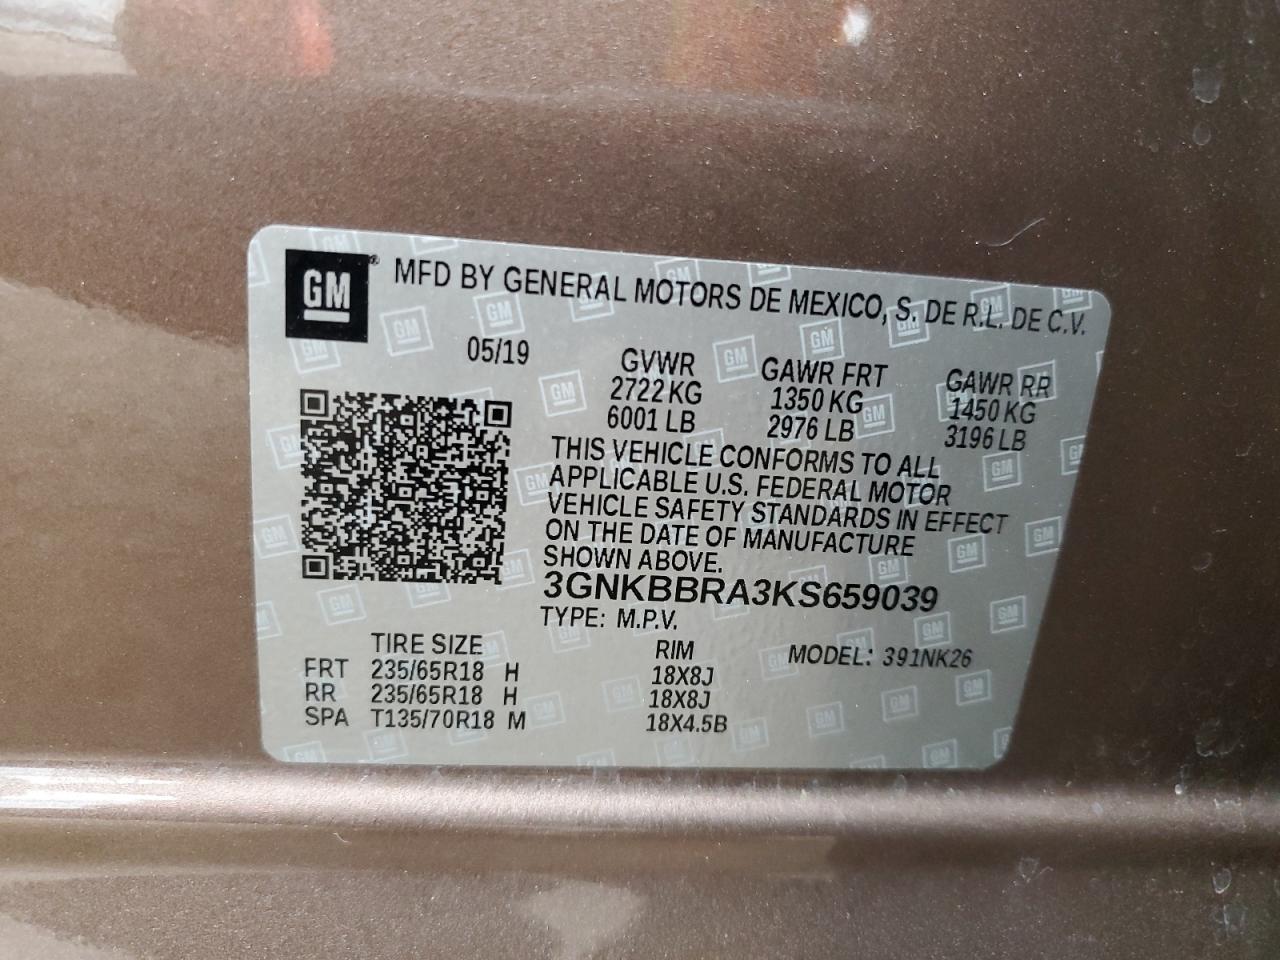 GM® MFD BY GENERAL MOTORS DE MEXICO, S. DE R.L. DE C.V.
05/19
GVWR GAWR FRT GAWR RR
2722 KG 1350 KG 1450 KG
6001 LB 2976 LB 3196 LB
THIS VEHICLE CONFORMS TO ALL
APPLICABLE U.S. FEDERAL MOTOR
VEHICLE SAFETY STANDARDS IN EFFECT
ON THE DATE OF MANUFACTURE
SHOWN ABOVE.
3GNKBBRA3KS659039
TYPE: M.P.V.
TIRE SIZE RIM MODEL: 391NK26
FRT 235/65R18 H 18X8J
RR 235/65R18 H 18X8J
SPA T135/70R18 M 18X4.5B